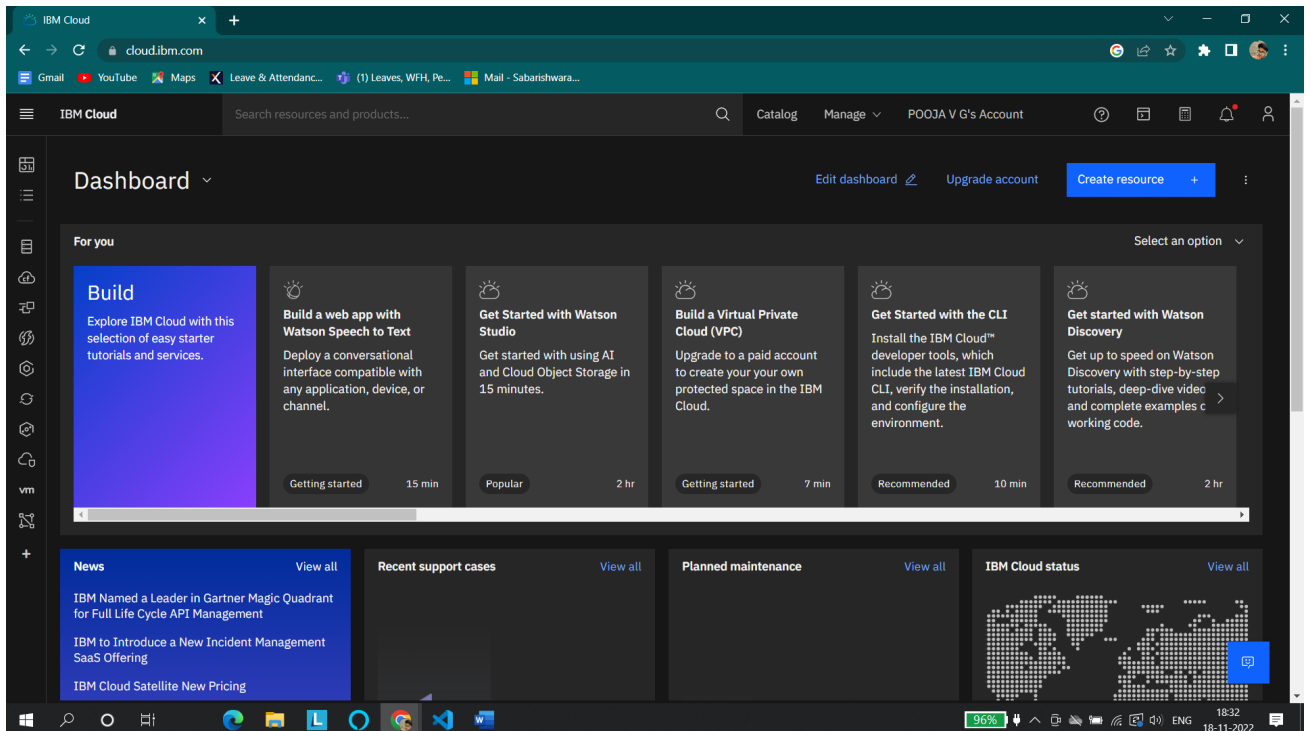 IBM Cloud
cloud.ibm.com
Gmail YouTube Maps Leave & Attendanc... (1) Leaves, WFH, Pe... Mail - Sabarishwara...
IBM Cloud Search resources and products... Catalog Manage POOJA V G's Account
Dashboard Edit dashboard Upgrade account Create resource +
For you Select an option
Build
Explore IBM Cloud with this
selection of easy starter
tutorials and services.
Build a web app with
Watson Speech to Text
Deploy a conversational
interface compatible with
any application, device, or
channel.
Getting started 15 min
Get Started with Watson
Studio
Get started with using AI
and Cloud Object Storage in
15 minutes.
Popular 2 hr
Build a Virtual Private
Cloud (VPC)
Upgrade to a paid account
to create your your own
protected space in the IBM
Cloud.
Getting started 7 min
Get Started with the CLI
Install the IBM Cloud™
developer tools, which
include the latest IBM Cloud
CLI, verify the installation,
and configure the
environment.
Recommended 10 min
Get started with Watson
Discovery
Get up to speed on Watson
Discovery with step-by-step
tutorials, deep-dive video
and complete examples
working code.
Recommended 2 hr
vm
News View all
IBM Named a Leader in Gartner Magic Quadrant
for Full Life Cycle API Management
IBM to Introduce a New Incident Management
SaaS Offering
IBM Cloud Satellite New Pricing
Recent support cases View all
Planned maintenance View all
IBM Cloud status View all
96% ENG 18:32
18-11-2022